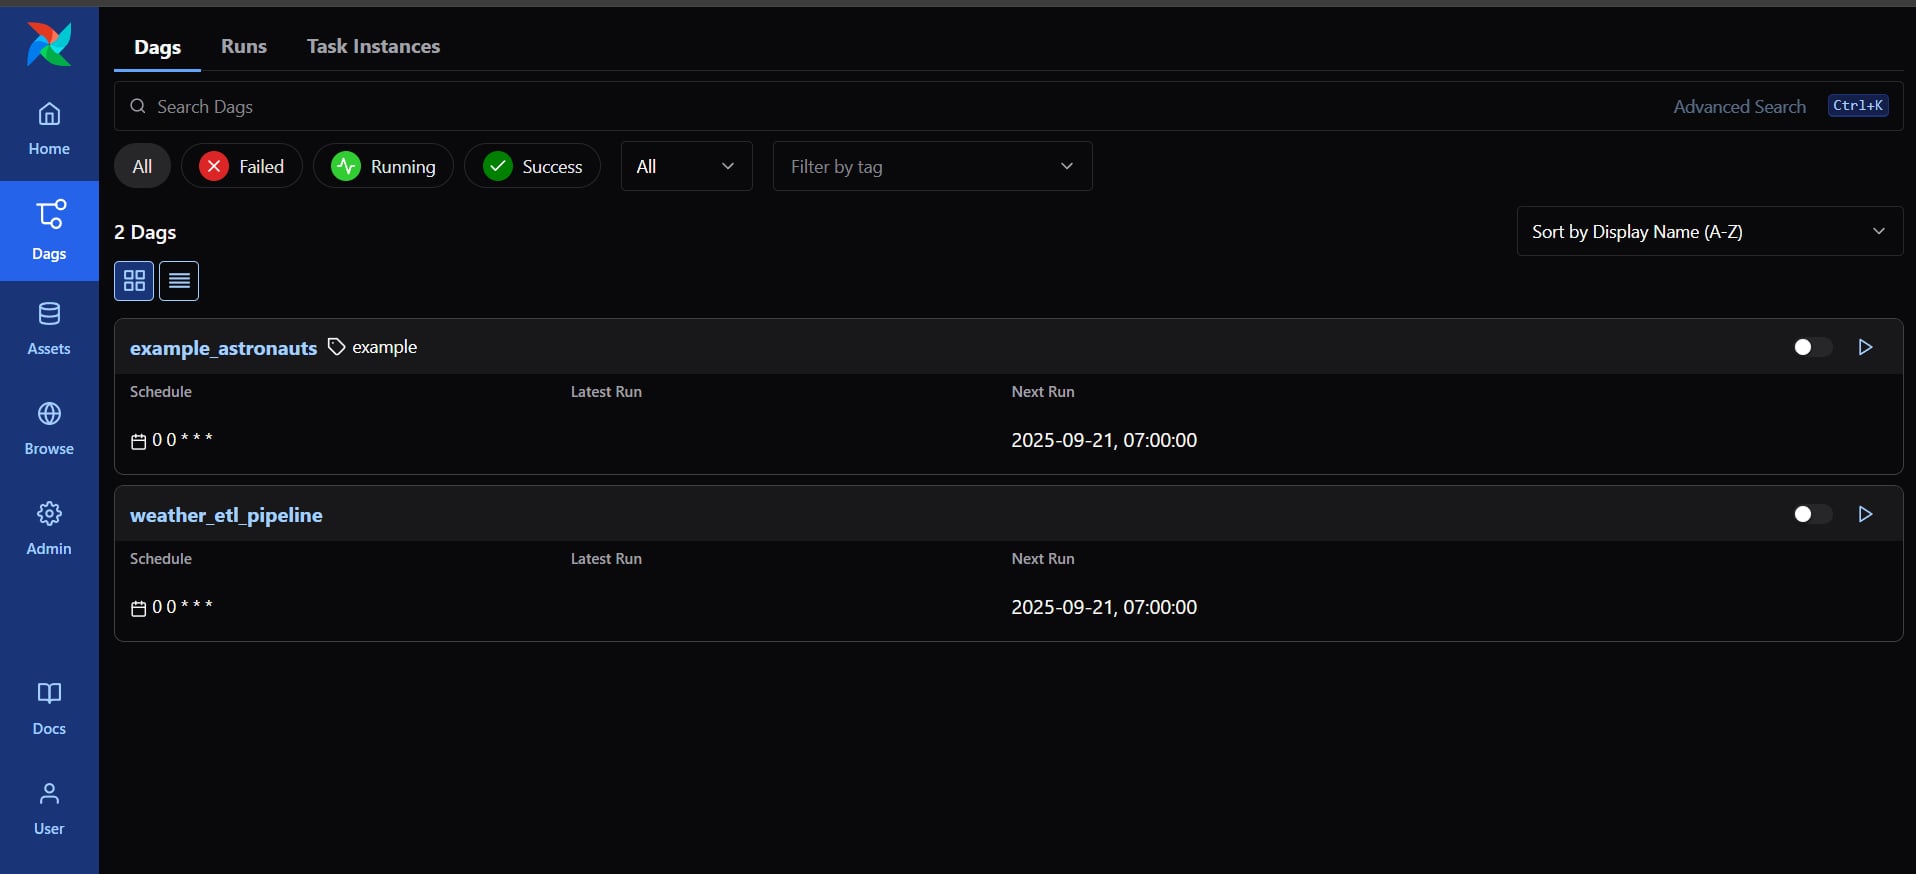 Dags Runs Task Instances
Search Dags Advanced Search Ctrl+K
All Failed Running Success All Filter by tag
2 Dags Sort by Display Name (A-Z)
example_astronauts example
Schedule Latest Run Next Run
0 0 * * * 2025-09-21, 07:00:00
weather_etl_pipeline
Schedule Latest Run Next Run
0 0 * * * 2025-09-21, 07:00:00
Home
Dags
Assets
Browse
Admin
Docs
User